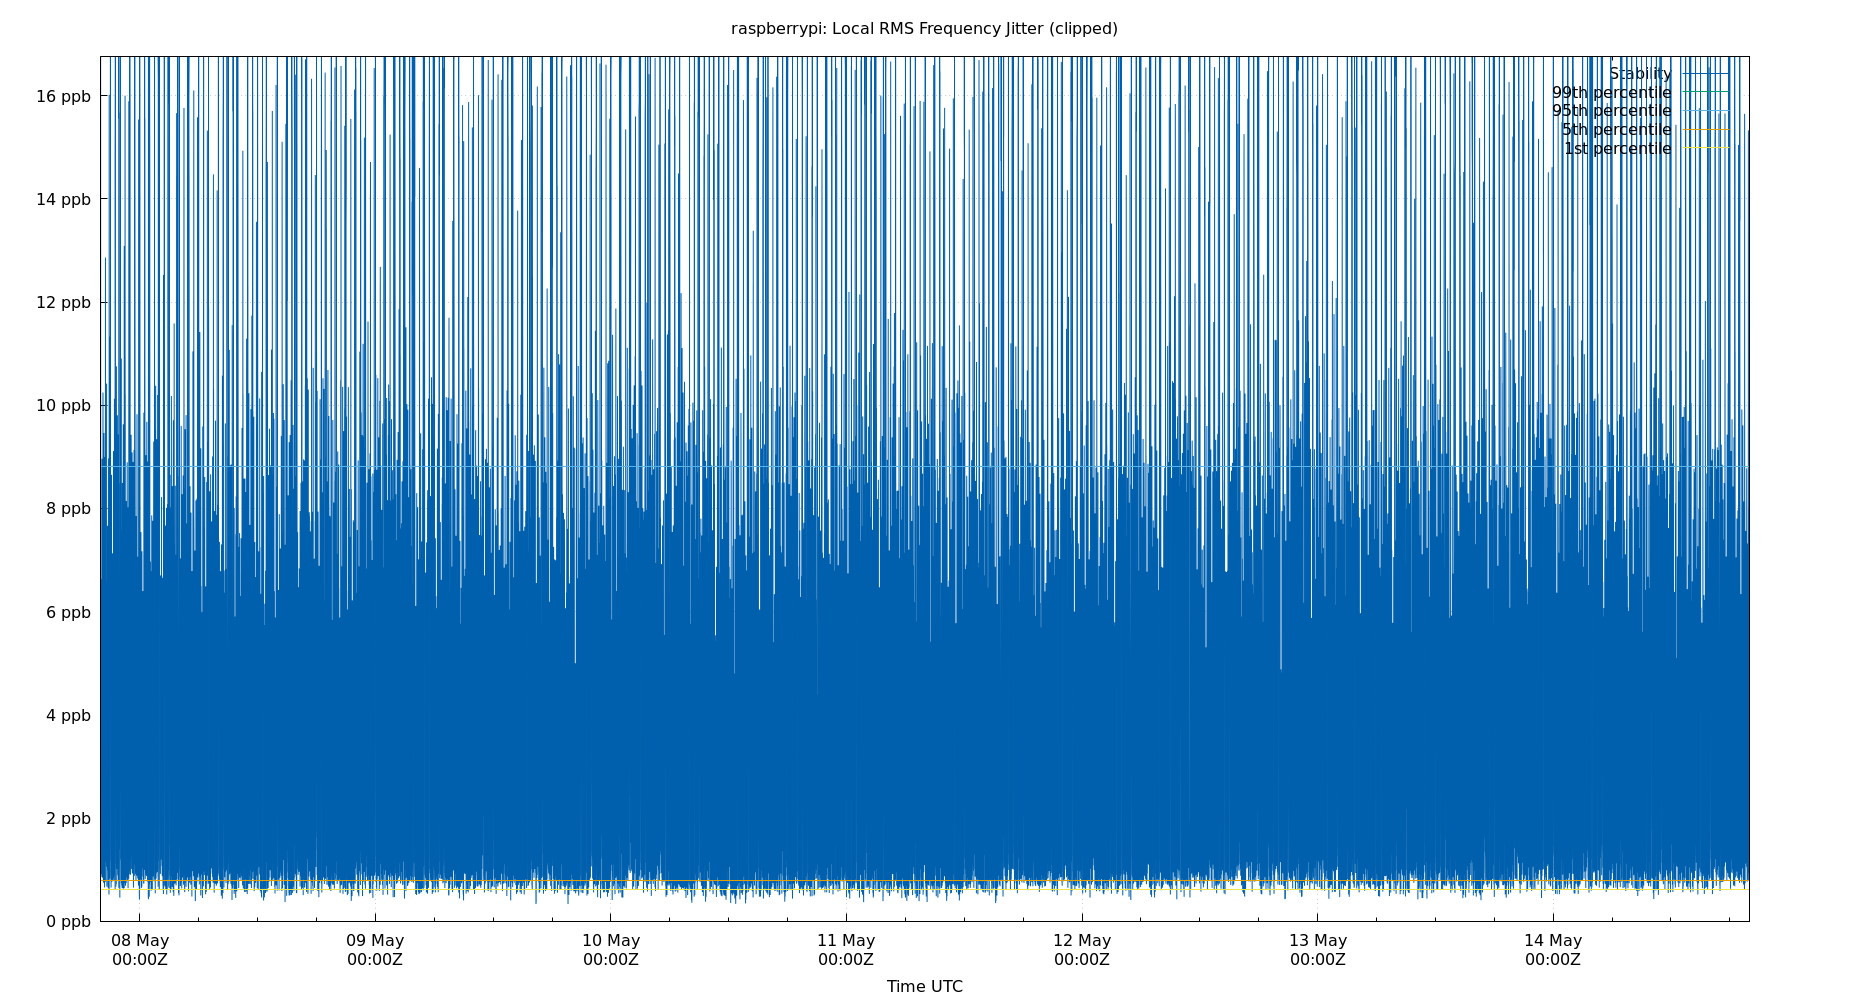 raspberrypi: Local RMS Frequency Jitter (clipped)
Stability
99th percentile
95th percentile
5th percentile
1st percentile
16 ppb
14 ppb
12 ppb
10 ppb
8 ppb
6 ppb
4 ppb
2 ppb
0 ppb
08 May 09 May 10 May 11 May 12 May 13 May 14 May
00:00Z 00:00Z 00:00Z 00:00Z 00:00Z 00:00Z 00:00Z
Time UTC